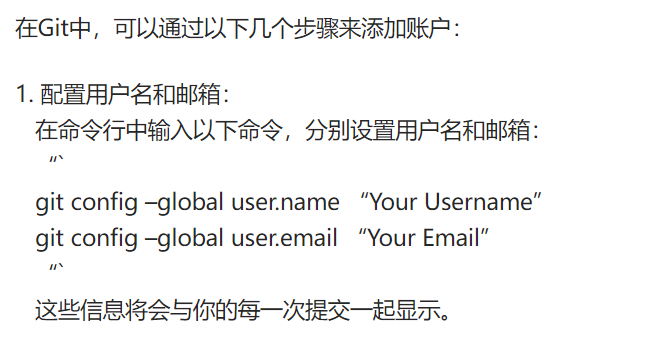 在Git中，可以通过以下几个步骤来添加账户：
1. 配置用户名和邮箱：
在命令行中输入以下命令，分别设置用户名和邮箱：
“`
git config –global user.name “Your Username”
git config –global user.email “Your Email”
“`
这些信息将会与你的每一次提交一起显示。